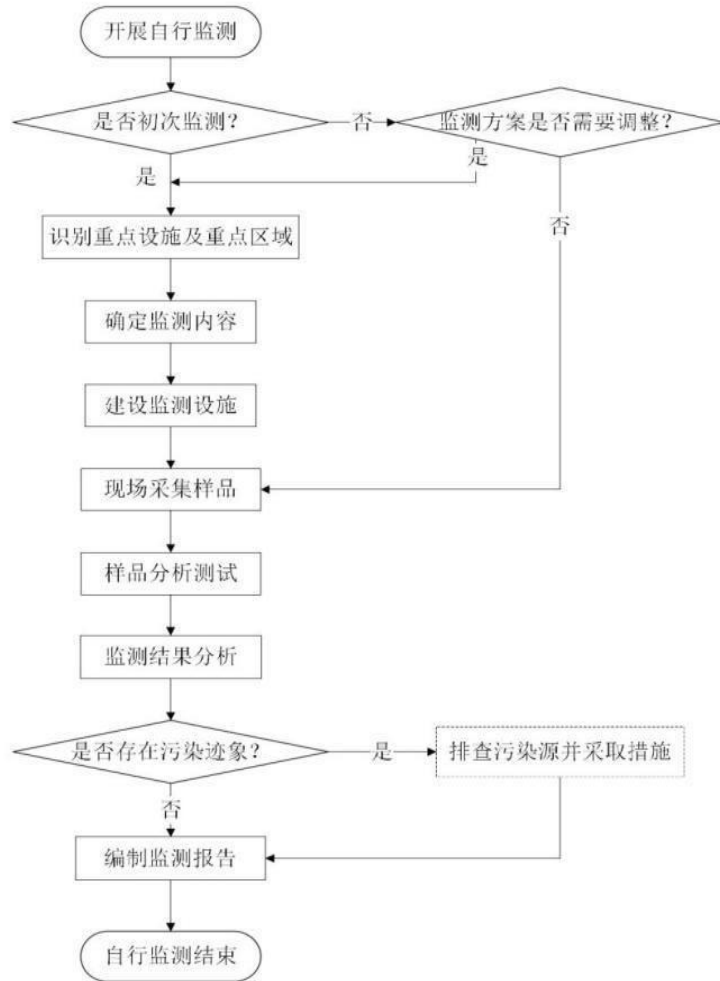 开展自行监测
是否初次监测?
否
监测方案是否需要调整?
是
是
识别重点设施及重点区域
否
确定监测内容
建设监测设施
现场采集样品
样品分析测试
监测结果分析
是否存在污染迹象?
是
排查污染源并采取措施
否
编制监测报告
自行监测结束